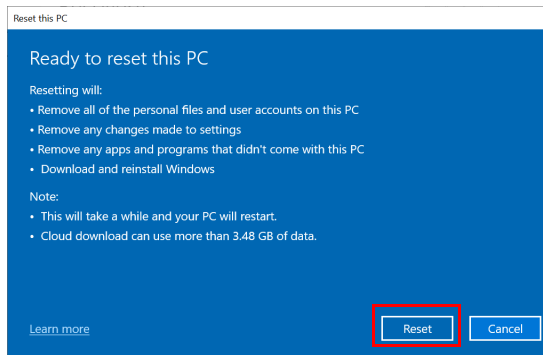 Reset this PC
Ready to reset this PC
Resetting will:
• Remove all of the personal files and user accounts on this PC
• Remove any changes made to settings
• Remove any apps and programs that didn't come with this PC
• Download and reinstall Windows
Note:
• This will take a while and your PC will restart.
• Cloud download can use more than 3.48 GB of data.
Learn more
Reset
Cancel